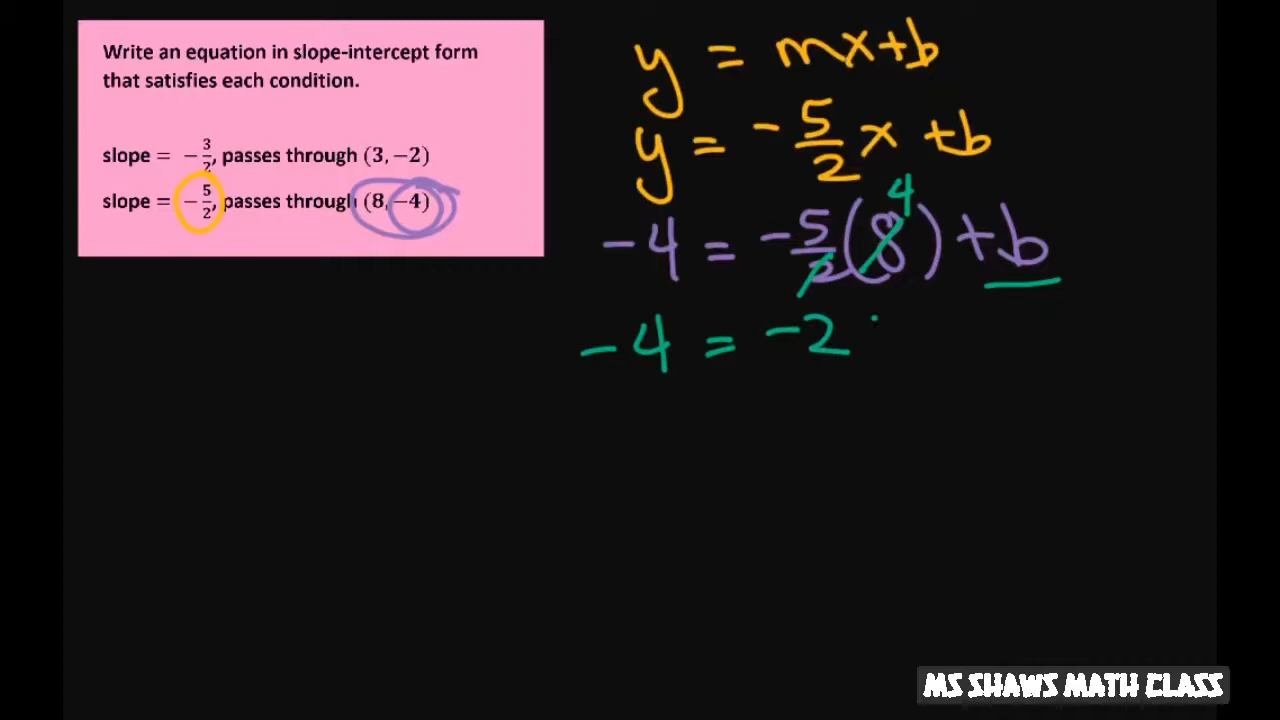 Write an equation in slope-intercept form
that satisfies each condition.
slope = −3/2, passes through (3, −2)
slope = −5/2, passes through (8, −4)
y = mx+b
y = -5/2 x +b
4
-4 = -5/2 (8) +b
-4 = -2
MS SHAWS MATH CLASS